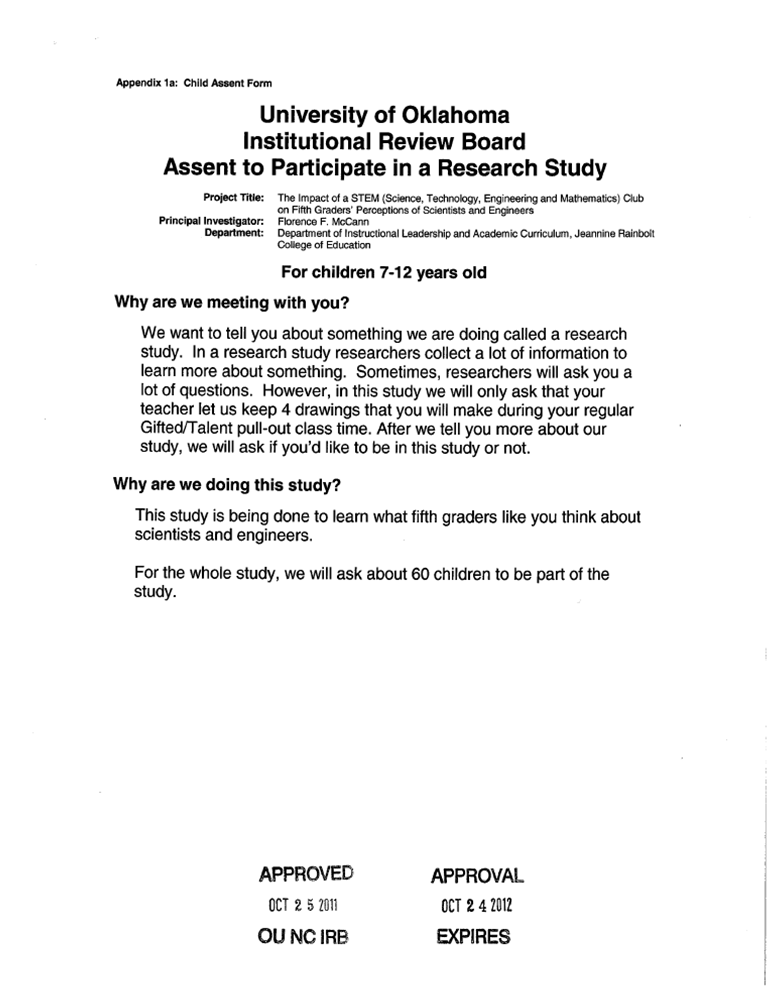 Appendix 1a: Child Assent Form
University of Oklahoma
Institutional Review Board
Assent to Participate in a Research Study
Project Title: The Impact of a STEM (Science, Technology, Engineering and Mathematics) Club
on Fifth Graders' Perceptions of Scientists and Engineers
Principal Investigator: Florence F. McCann
Department: Department of Instructional Leadership and Academic Curriculum, Jeannine Rainbolt
College of Education
For children 7-12 years old
Why are we meeting with you?
We want to tell you about something we are doing called a research
study. In a research study researchers collect a lot of information to
learn more about something. Sometimes, researchers will ask you a
lot of questions. However, in this study we will only ask that your
teacher let us keep 4 drawings that you will make during your regular
Gifted/Talent pull-out class time. After we tell you more about our
study, we will ask if you'd like to be in this study or not.
Why are we doing this study?
This study is being done to learn what fifth graders like you think about
scientists and engineers.
For the whole study, we will ask about 60 children to be part of the
study.
APPROVED APPROVAL
OCT 25 2011 OCT 24 2012
OU NC IRB EXPIRES